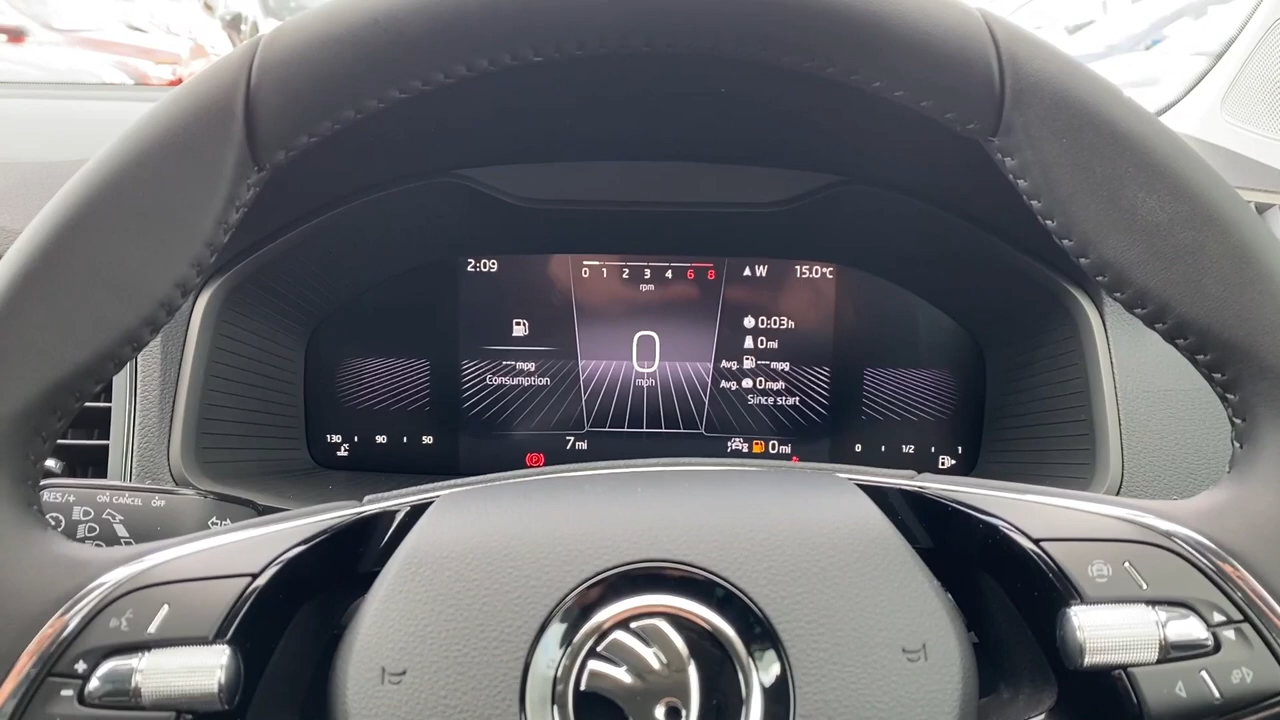 2:09
0 1 2 3 4 6 8
rpm
W 15.0°C
0:03h
0mi
0
mph
---mpg
Consumption
Avg. ---mpg
Avg. 0mph
Since start
130 90 50
7mi
0mi
0 1/2 1
RES/+ ON CANCEL OFF